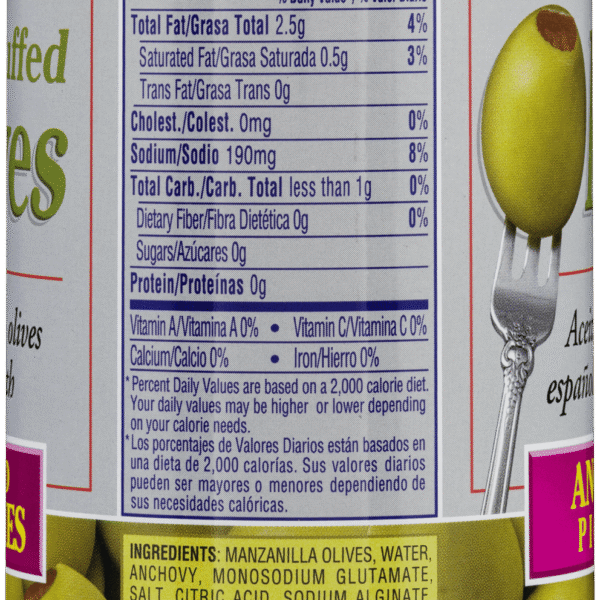 Total Fat/Grasa Total 2.5g 4%
Saturated Fat/Grasa Saturada 0.5g 3%
Trans Fat/Grasa Trans 0g
Cholest./Colest. 0mg 0%
Sodium/Sodio 190mg 8%
Total Carb./Carb. Total less than 1g 0%
Dietary Fiber/Fibra Dietética 0g 0%
Sugars/Azúcares 0g
Protein/Proteínas 0g
Vitamin A/Vitamina A 0% • Vitamin C/Vitamina C 0%
Calcium/Calcio 0% • Iron/Hierro 0%
*Percent Daily Values are based on a 2,000 calorie diet.
Your daily values may be higher or lower depending
on your calorie needs.
*Los porcentajes de Valores Diarios están basados en
una dieta de 2,000 calorías. Sus valores diarios
pueden ser mayores o menores dependiendo de
sus necesidades calóricas.
INGREDIENTS: MANZANILLA OLIVES, WATER,
ANCHOVY, MONOSODIUM GLUTAMATE,
SALT, CITRIC ACID, SODIUM ALGINATE
olives